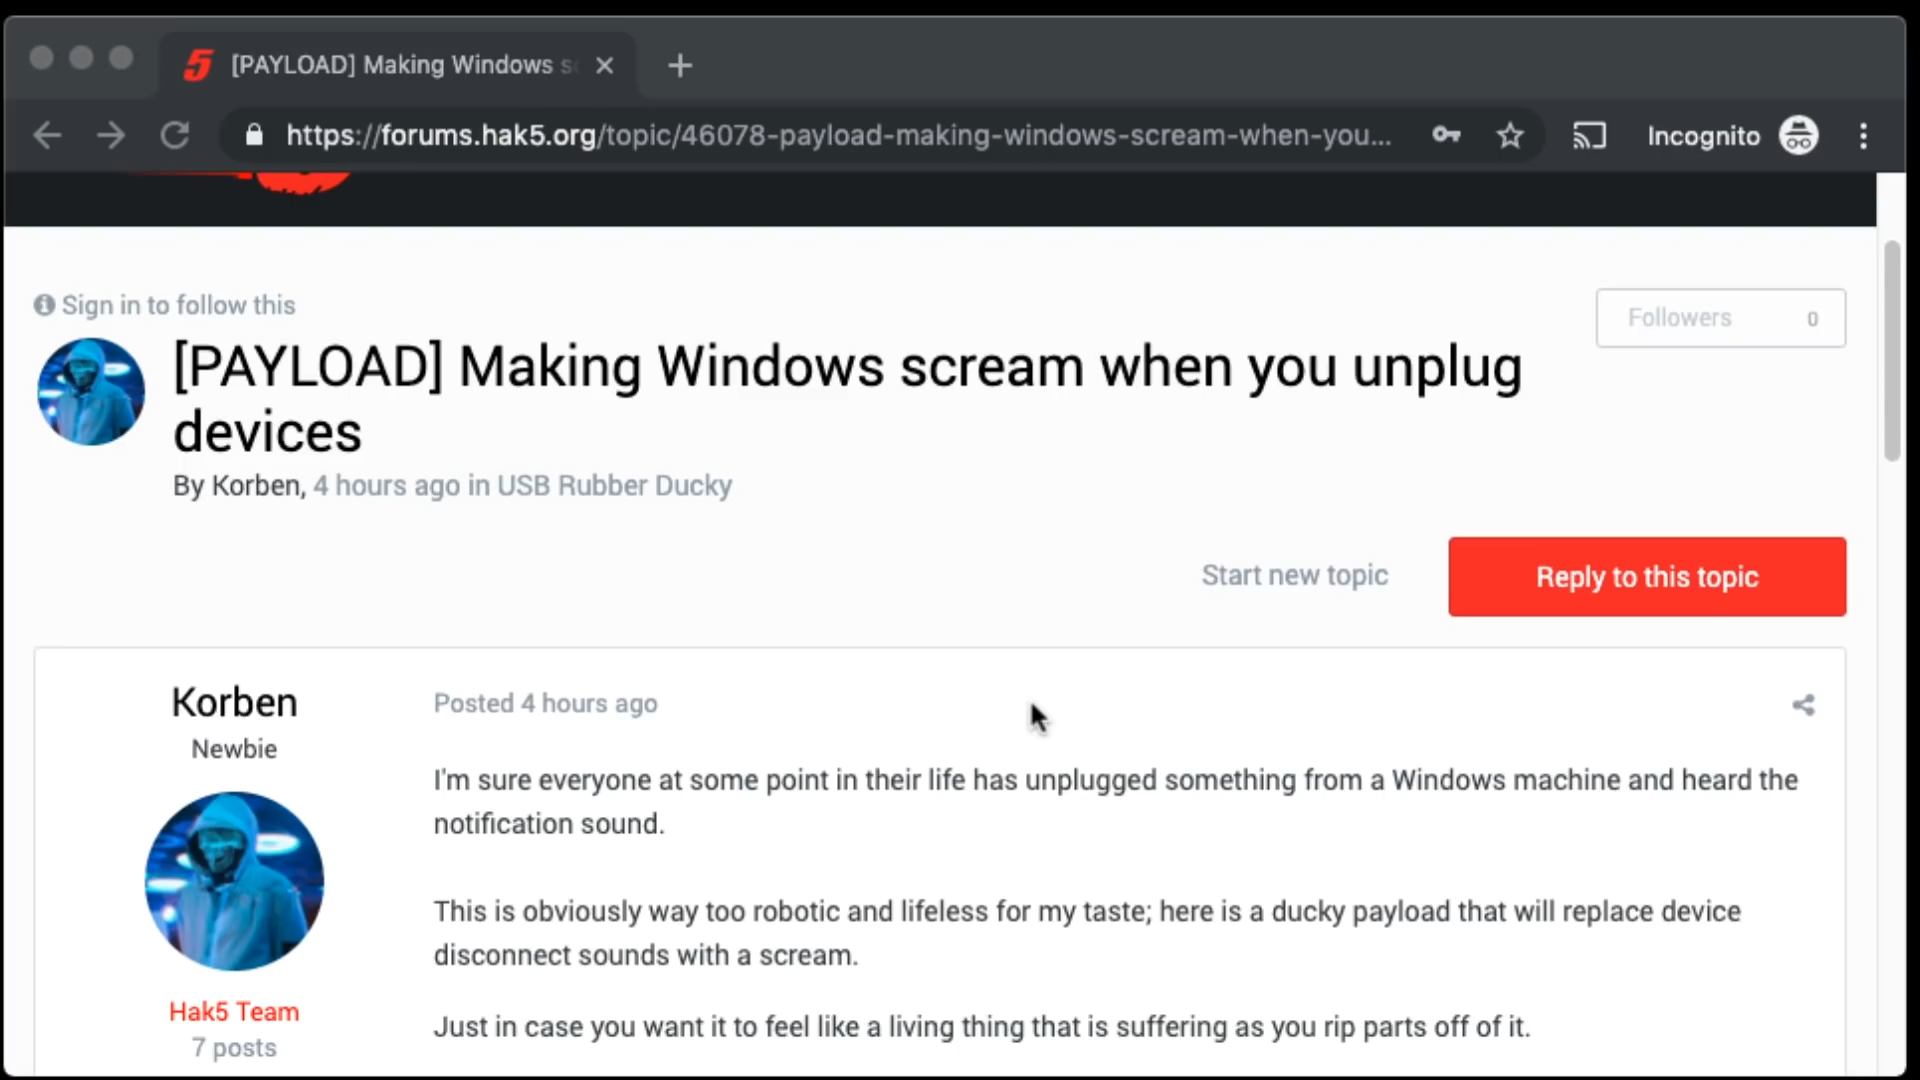 5 [PAYLOAD] Making Windows
https://forums.hak5.org/topic/46078-payload-making-windows-scream-when-you... Incognito
Sign in to follow this
Followers 0
[PAYLOAD] Making Windows scream when you unplug
devices
By Korben, 4 hours ago in USB Rubber Ducky
Start new topic
Reply to this topic
Korben
Newbie
Hak5 Team
7 posts
Posted 4 hours ago
I'm sure everyone at some point in their life has unplugged something from a Windows machine and heard the
notification sound.
This is obviously way too robotic and lifeless for my taste; here is a ducky payload that will replace device
disconnect sounds with a scream.
Just in case you want it to feel like a living thing that is suffering as you rip parts off of it.